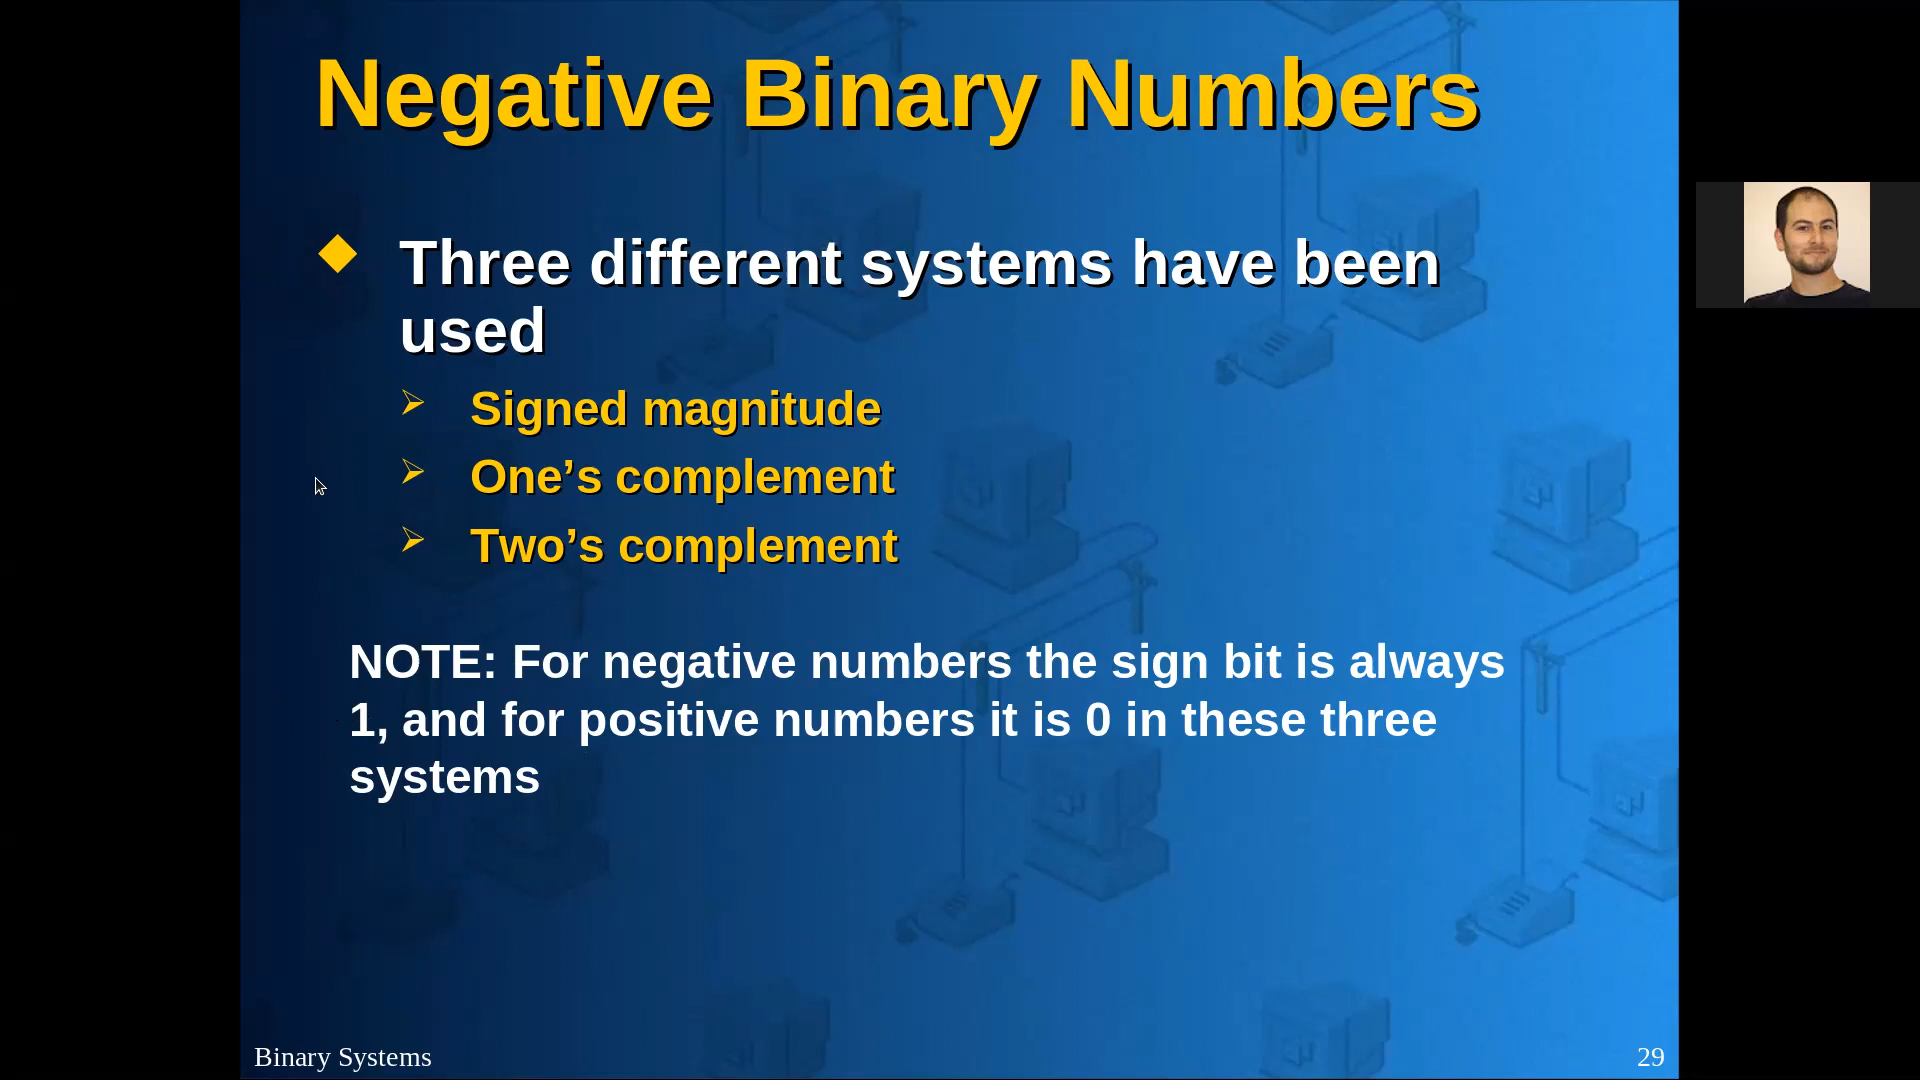 Negative Binary Numbers
Three different systems have been
used
Signed magnitude
One’s complement
Two’s complement
NOTE: For negative numbers the sign bit is always
1, and for positive numbers it is 0 in these three
systems
Binary Systems
29